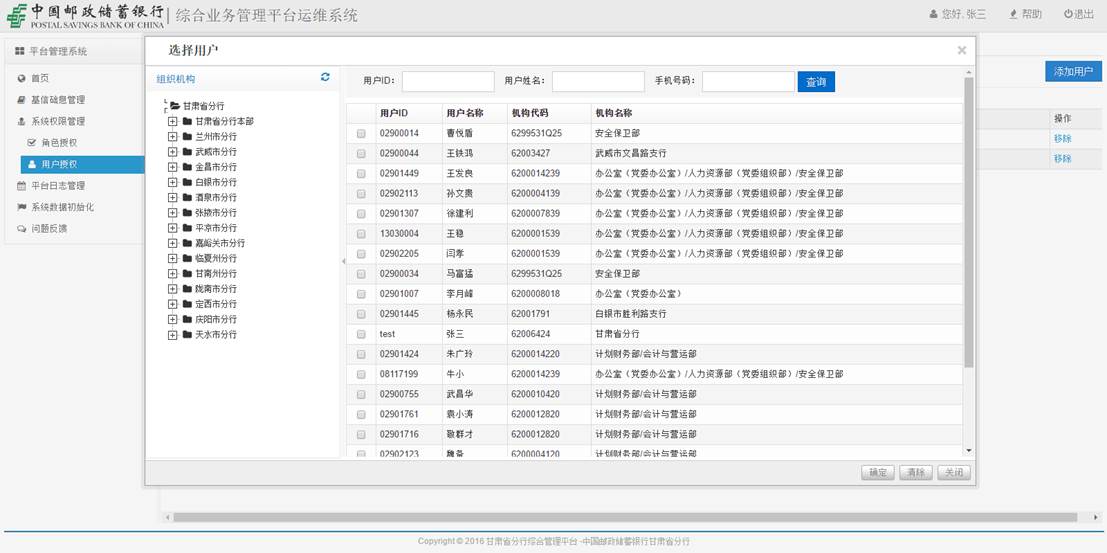 中国邮政储蓄银行 综合业务管理平台运维系统 您好, 张三 帮助 退出
POSTAL SAVINGS BANK OF CHINA
平台管理系统
首页
基信础息管理
系统权限管理
角色授权
用户授权
平台日志管理
系统数据初始化
问题反馈
添加用户
操作
移除
移除
选择用户
组织机构
甘肃省分行
甘肃省分行本部
兰州市分行
武威市分行
金昌市分行
白银市分行
酒泉市分行
张掖市分行
平凉市分行
嘉峪关市分行
临夏州分行
甘南州分行
陇南市分行
定西市分行
庆阳市分行
天水市分行
用户ID: 用户姓名: 手机号码: 查询
用户ID 用户名称 机构代码 机构名称
02900014 曹悦盾 6299531Q25 安全保卫部
02900044 王铁鸿 62003427 武威市文昌路支行
02901449 王发良 6200014239 办公室（党委办公室）/人力资源部（党委组织部）/安全保卫部
02902113 孙文贵 6200004139 办公室（党委办公室）/人力资源部（党委组织部）/安全保卫部
02901307 徐建利 6200007839 办公室（党委办公室）/人力资源部（党委组织部）/安全保卫部
13030004 王稳 6200001539 办公室（党委办公室）/人力资源部（党委组织部）/安全保卫部
02902205 闫孝 6200001539 办公室（党委办公室）/人力资源部（党委组织部）/安全保卫部
02900034 马富猛 6299531Q25 安全保卫部
02901007 李月峰 6200008018 办公室（党委办公室）
02901445 杨永民 62001791 白银市胜利路支行
test 张三 62006424 甘肃省分行
02901424 朱广玲 6200014220 计划财务部/会计与营运部
08117199 牛小 6200014239 办公室（党委办公室）/人力资源部（党委组织部）/安全保卫部
02900755 武昌华 6200010420 计划财务部/会计与营运部
02901761 袁小涛 6200012820 计划财务部/会计与营运部
02901716 敬群才 6200012820 计划财务部/会计与营运部
02902123 魏备 6200004120 计划财务部/会计与营运部
确定 清除 关闭
Copyright © 2016 甘肃省分行综合管理平台 -中国邮政储蓄银行甘肃省分行